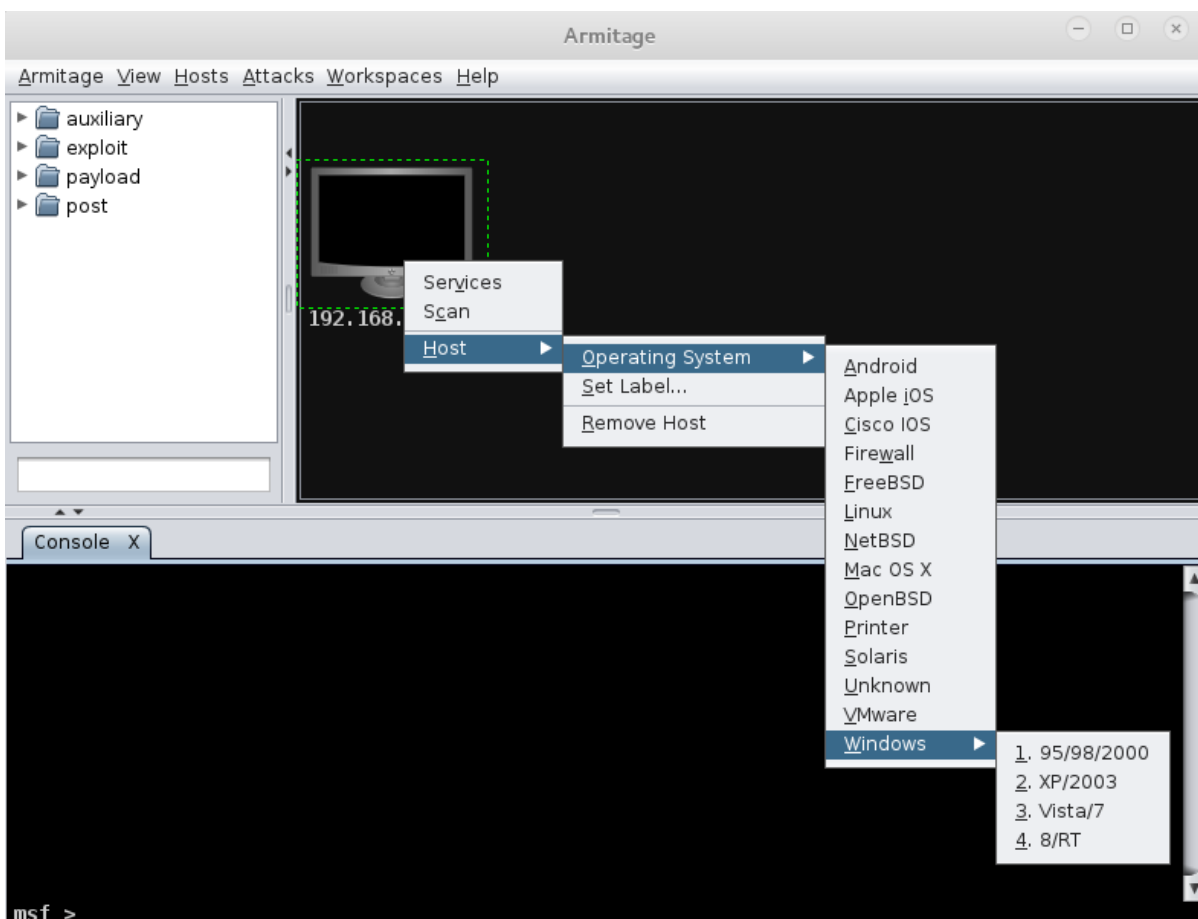 Armitage
Armitage View Hosts Attacks Workspaces Help
auxiliary
exploit
payload
post
192.168.
Services
Scan
Host
Operating System
Set Label...
Remove Host
Android
Apple iOS
Cisco IOS
Firewall
FreeBSD
Linux
NetBSD
Mac OS X
OpenBSD
Printer
Solaris
Unknown
VMware
Windows
1. 95/98/2000
2. XP/2003
3. Vista/7
4. 8/RT
Console X
msf >